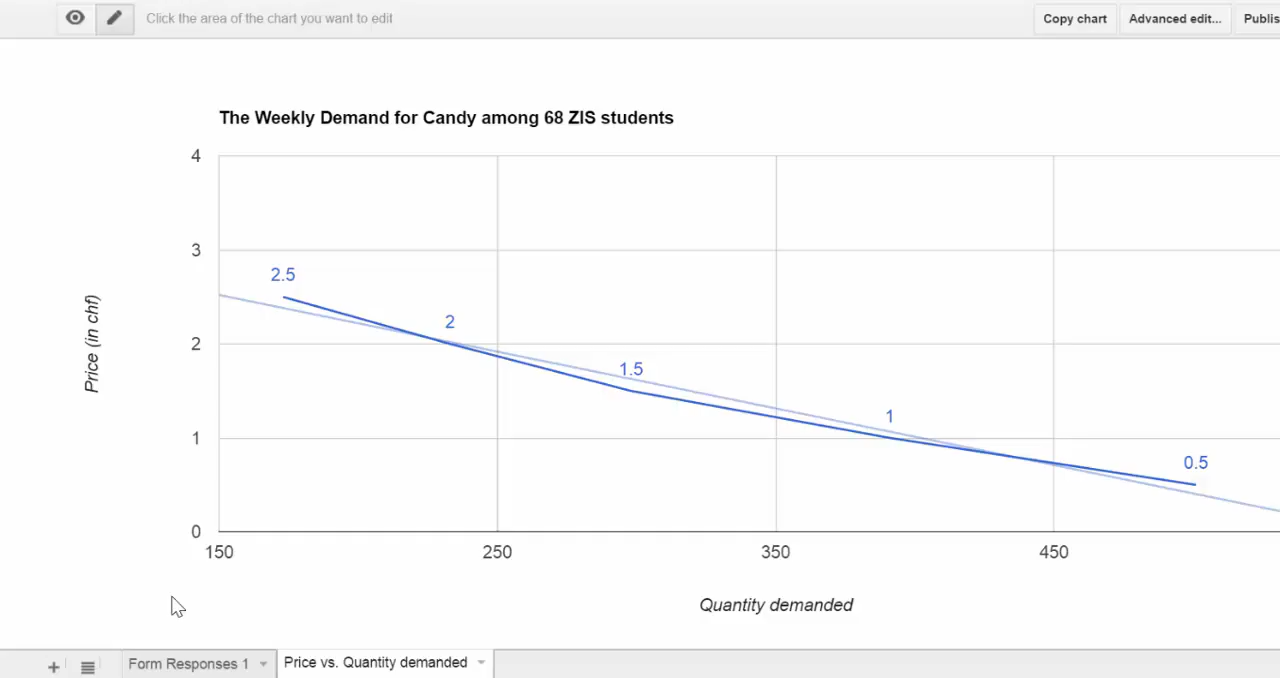 Click the area of the chart you want to edit
Copy chart
Advanced edit...
Publis
The Weekly Demand for Candy among 68 ZIS students
4
3
2
1
0
Price (in chf)
2.5
2
1.5
1
0.5
150
250
350
450
Quantity demanded
Form Responses 1
Price vs. Quantity demanded